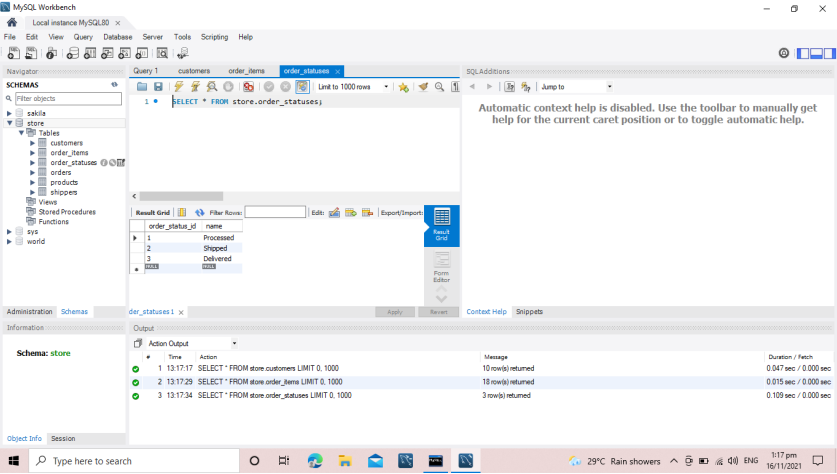 MySQL Workbench
Local instance MySQL80 ×
File Edit View Query Database Server Tools Scripting Help
Navigator
SCHEMAS
Filter objects
sakila
store
Tables
customers
order_items
order_statuses
orders
products
shippers
Views
Stored Procedures
Functions
sys
world
Administration Schemas
Query 1 customers order_items order_statuses ×
Limit to 1000 rows
1 SELECT * FROM store.order_statuses;
Result Grid Filter Rows: Edit: Export/Import:
order_status_id name
1 Processed
2 Shipped
3 Delivered
NULL NULL
Result Grid
Form Editor
der_statuses1 × Apply Revert
SQLAdditions
Jump to
Automatic context help is disabled. Use the toolbar to manually get
help for the current caret position or to toggle automatic help.
Context Help Snippets
Information
Schema: store
Object Info Session
Output
Action Output
# Time Action Message Duration / Fetch
1 13:17:17 SELECT * FROM store.customers LIMIT 0, 1000 10 row(s) returned 0.047 sec / 0.000 sec
2 13:17:29 SELECT * FROM store.order_items LIMIT 0, 1000 18 row(s) returned 0.015 sec / 0.000 sec
3 13:17:34 SELECT * FROM store.order_statuses LIMIT 0, 1000 3 row(s) returned 0.109 sec / 0.000 sec
Type here to search
29°C Rain showers ENG 1:17 pm
16/11/2021